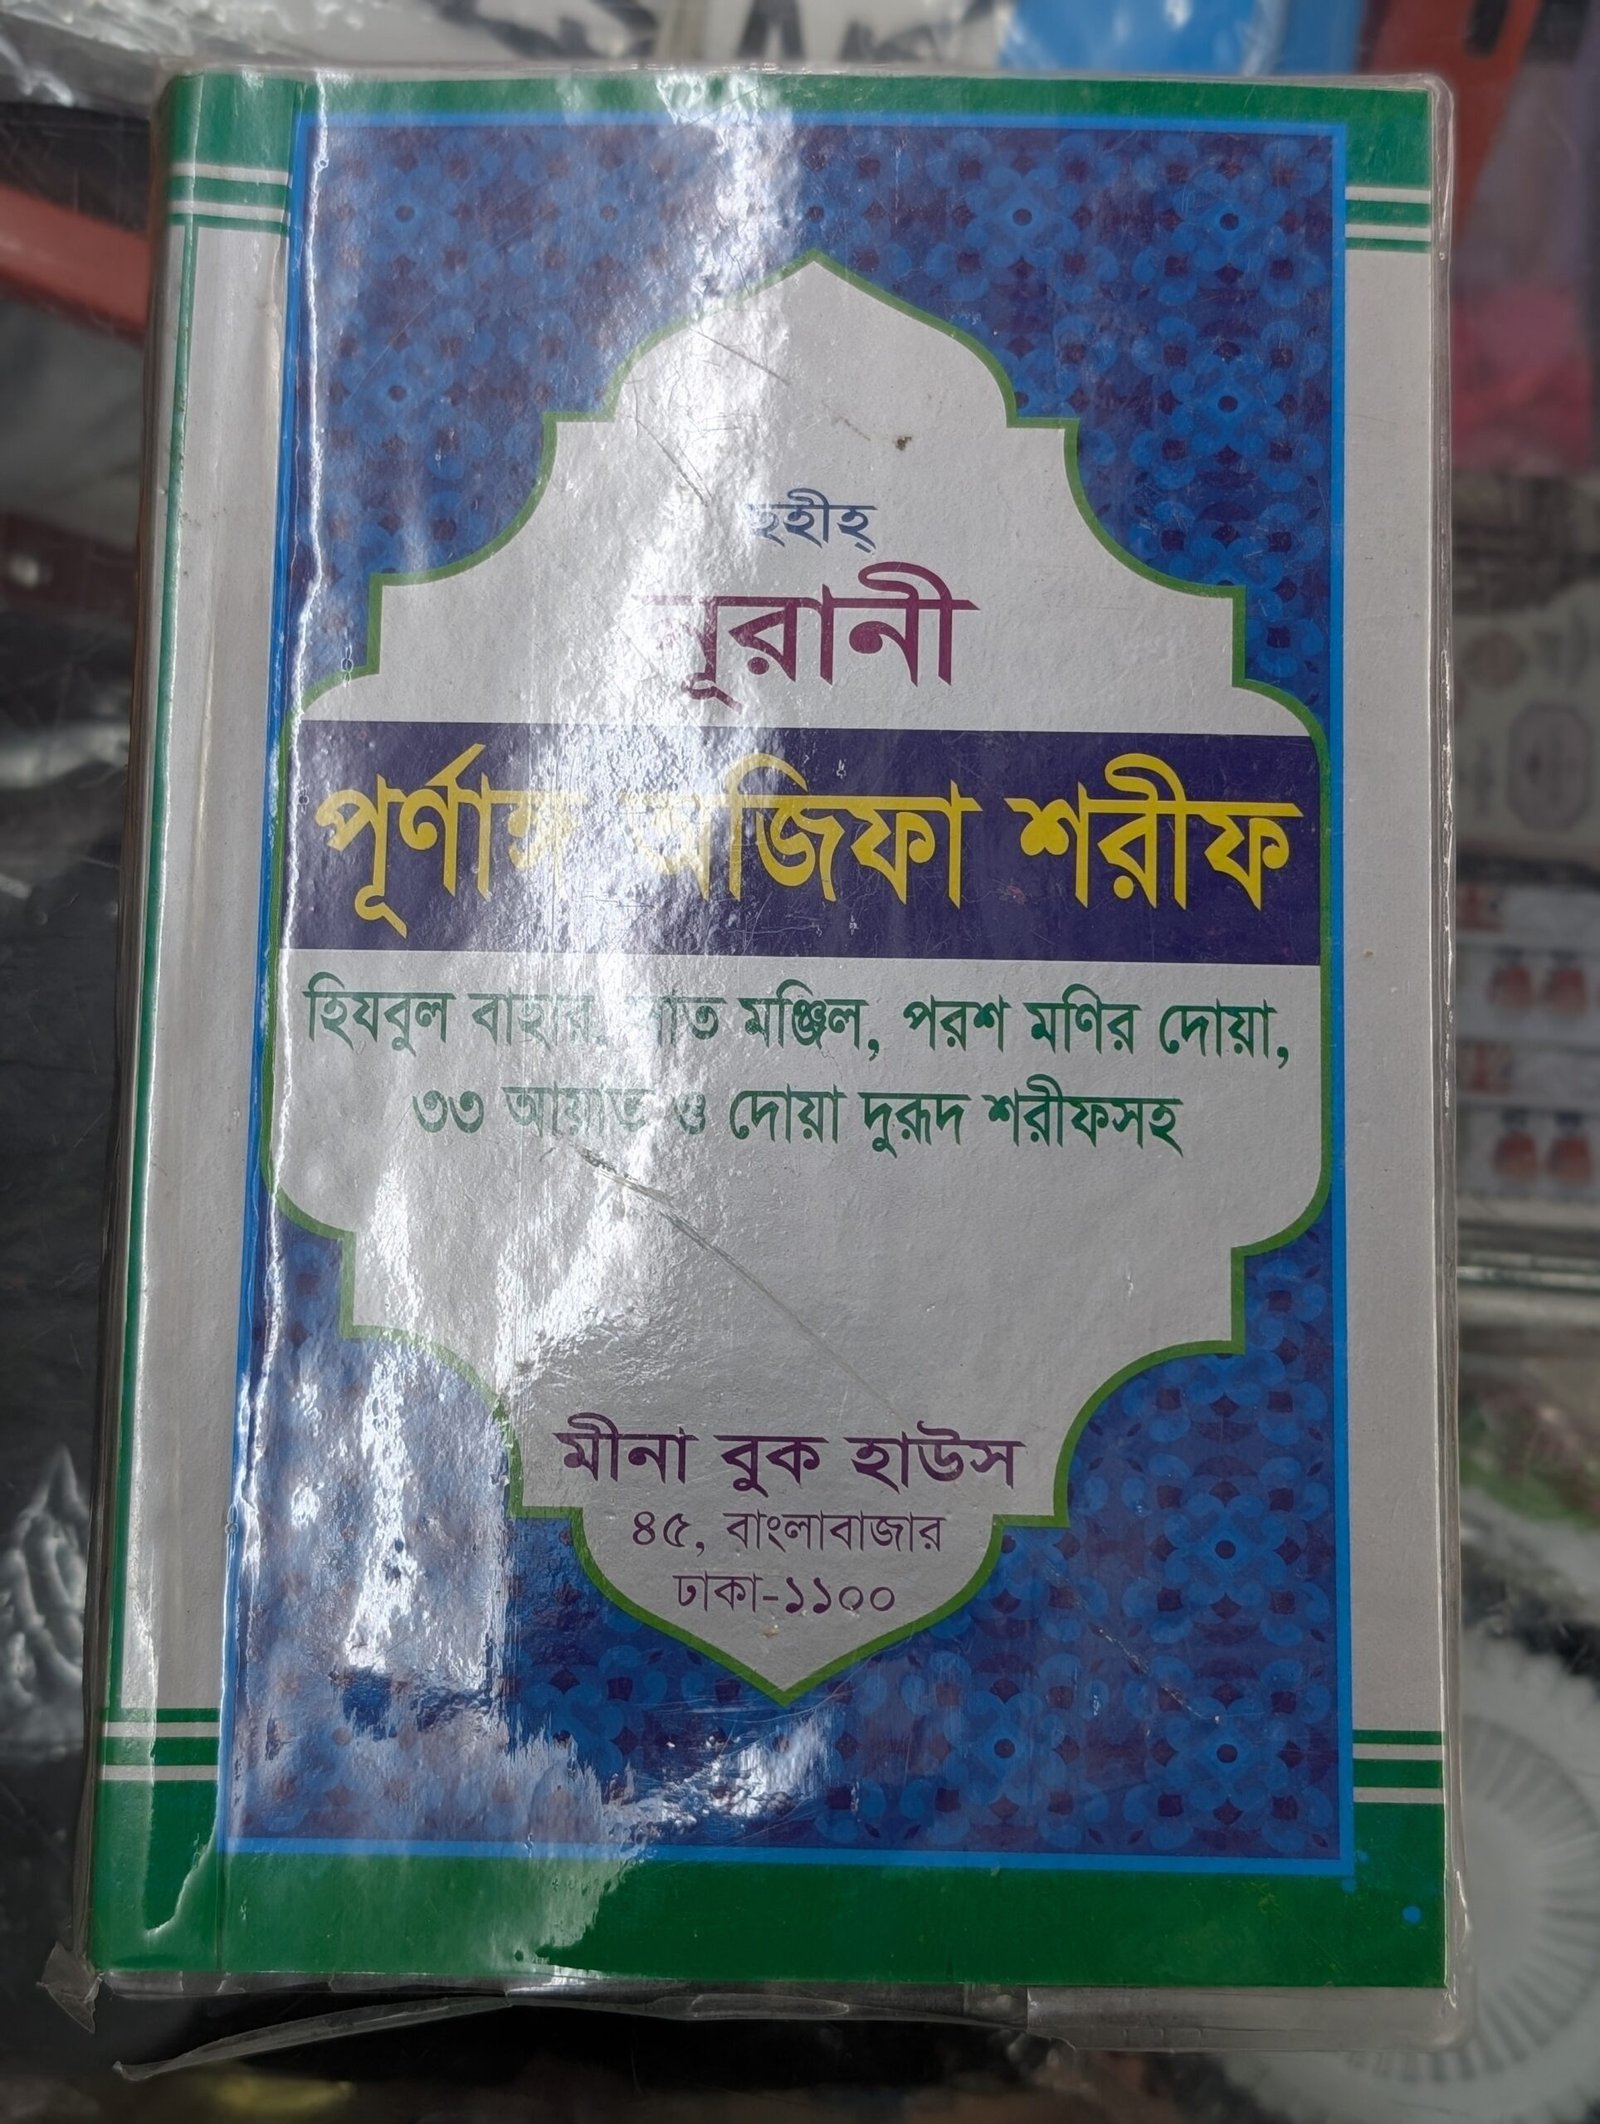 ছহীহ্
নূরানী
পূর্ণাঙ্গ অজিফা শরীফ
হিযবুল বাহার, সাত মঞ্জিল, পরশ মণির দোয়া,
৩৩ আয়াত ও দোয়া দুরূদ শরীফসহ
মীনা বুক হাউস
৪৫, বাংলাবাজার
ঢাকা-১১০০